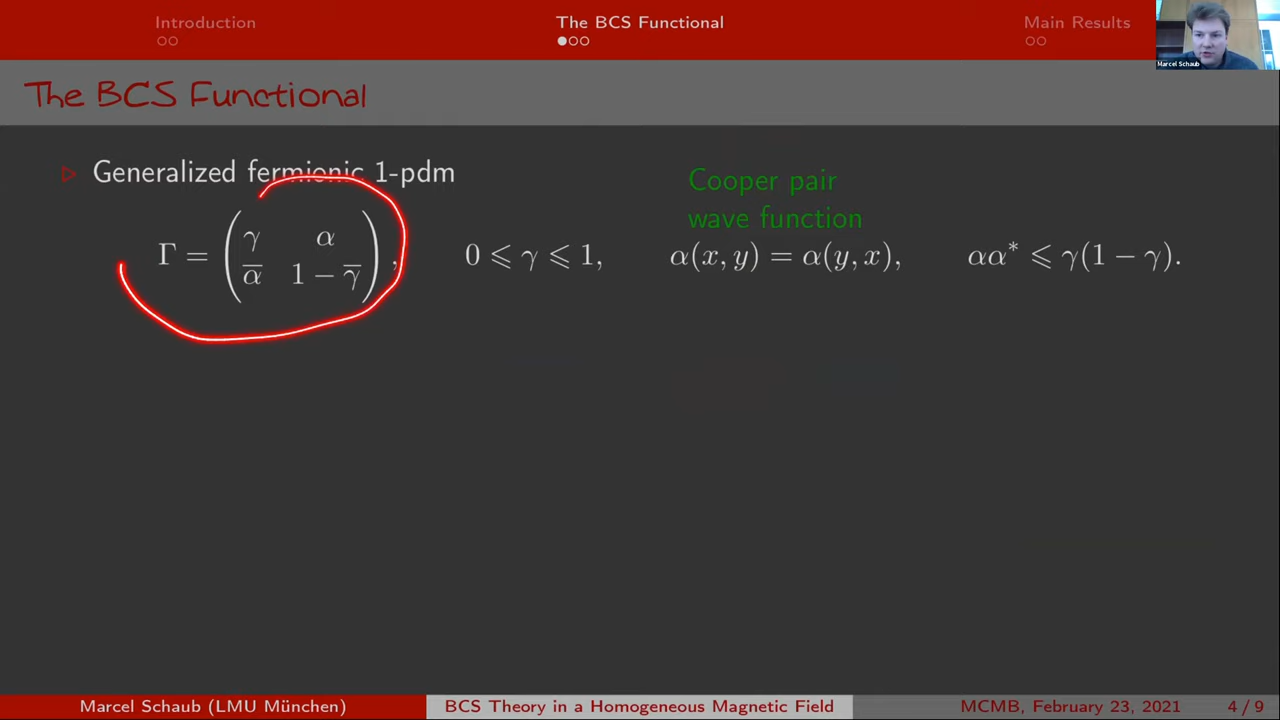 Introduction The BCS Functional Main Results
Marcel Schaub
The BCS Functional
Generalized fermionic 1-pdm
Cooper pair
wave function
Γ = ( γ α
α̅ 1 − γ̅ ), 0 ⩽ γ ⩽ 1, α(x, y) = α(y, x), αα* ⩽ γ(1 − γ).
Marcel Schaub (LMU München) BCS Theory in a Homogeneous Magnetic Field MCMB, February 23, 2021 4 / 9